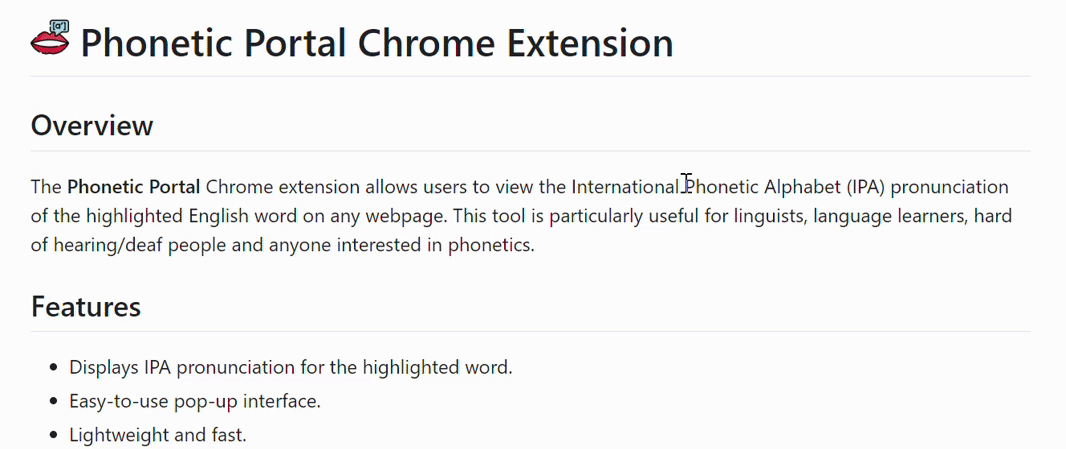 Phonetic Portal Chrome Extension
Overview
The Phonetic Portal Chrome extension allows users to view the International Phonetic Alphabet (IPA) pronunciation
of the highlighted English word on any webpage. This tool is particularly useful for linguists, language learners, hard
of hearing/deaf people and anyone interested in phonetics.
Features
Displays IPA pronunciation for the highlighted word.
Easy-to-use pop-up interface.
Lightweight and fast.